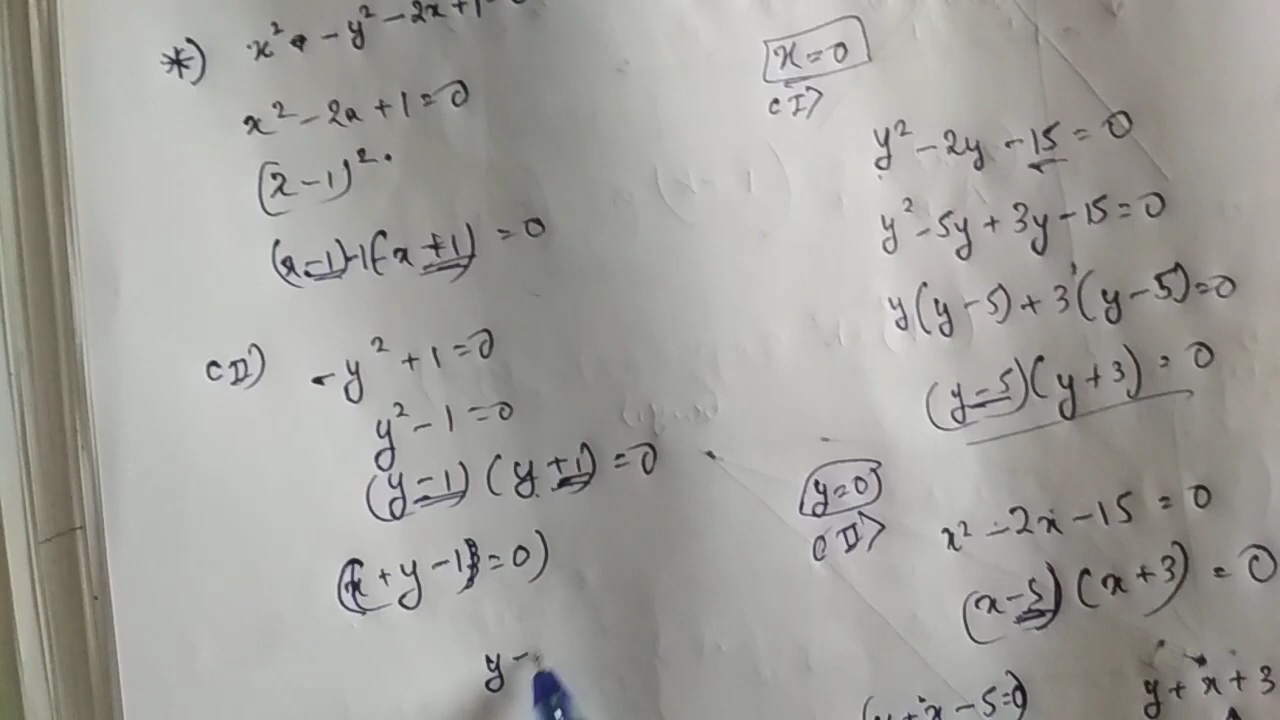 *) x² - y² - 2x + 1
x² - 2x + 1 = 0
(x - 1)².
(x - 1) - 1(-x + 1) = 0
(II) - y² + 1 = 0
y² - 1 = 0
(y - 1) (y + 1) = 0
(x + y - 1 = 0)
y -
x = 0
(I)
y² - 2y - 15 = 0
y² - 5y + 3y - 15 = 0
y(y - 5) + 3(y - 5) = 0
(y - 5)(y + 3) = 0
y = 0
(II) x² - 2x - 15 = 0
(x - 5) (x + 3) = 0
(y + x - 5 = 0) y + x + 3